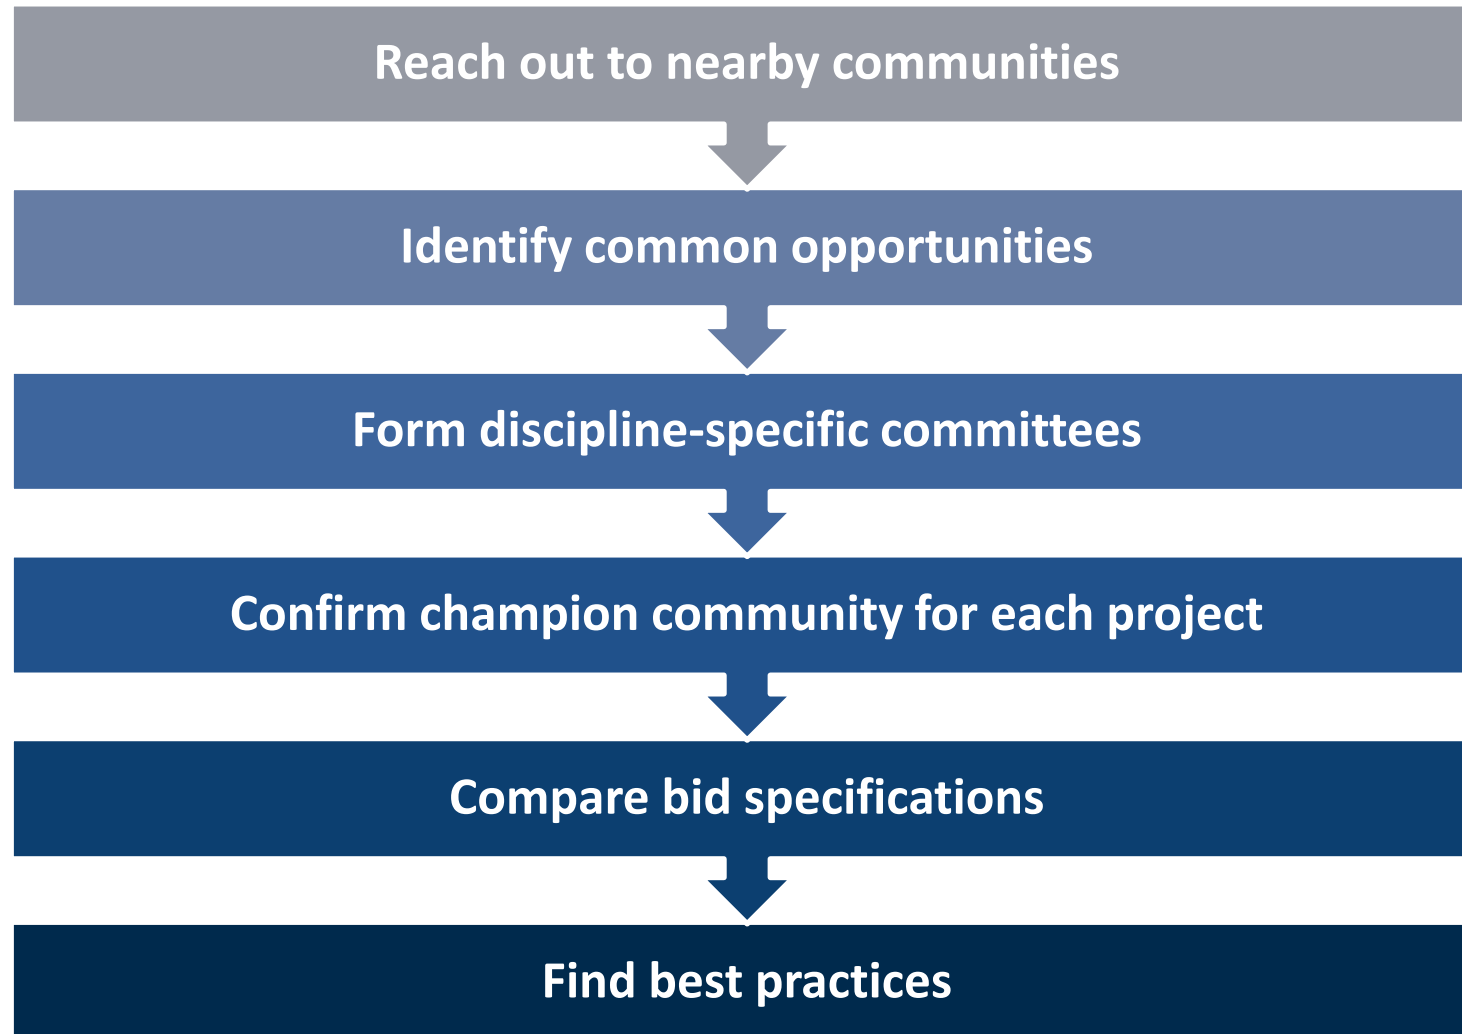 Reach out to nearby communities
Identify common opportunities
Form discipline-specific committees
Confirm champion community for each project
Compare bid specifications
Find best practices